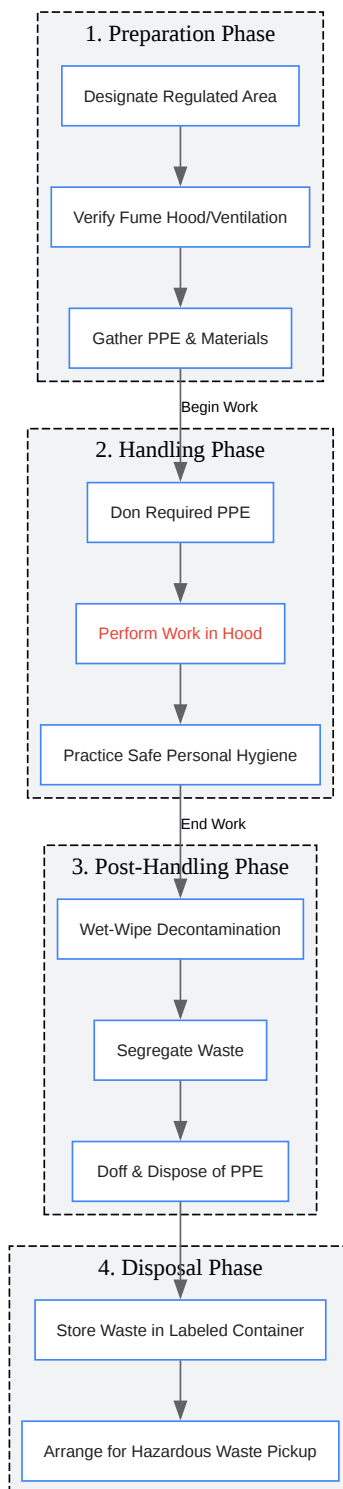 1. Preparation Phase
Designate Regulated Area
Verify Fume Hood/Ventilation
Gather PPE & Materials
Begin Work
2. Handling Phase
Don Required PPE
Perform Work in Hood
Practice Safe Personal Hygiene
End Work
3. Post-Handling Phase
Wet-Wipe Decontamination
Segregate Waste
Doff & Dispose of PPE
4. Disposal Phase
Store Waste in Labeled Container
Arrange for Hazardous Waste Pickup